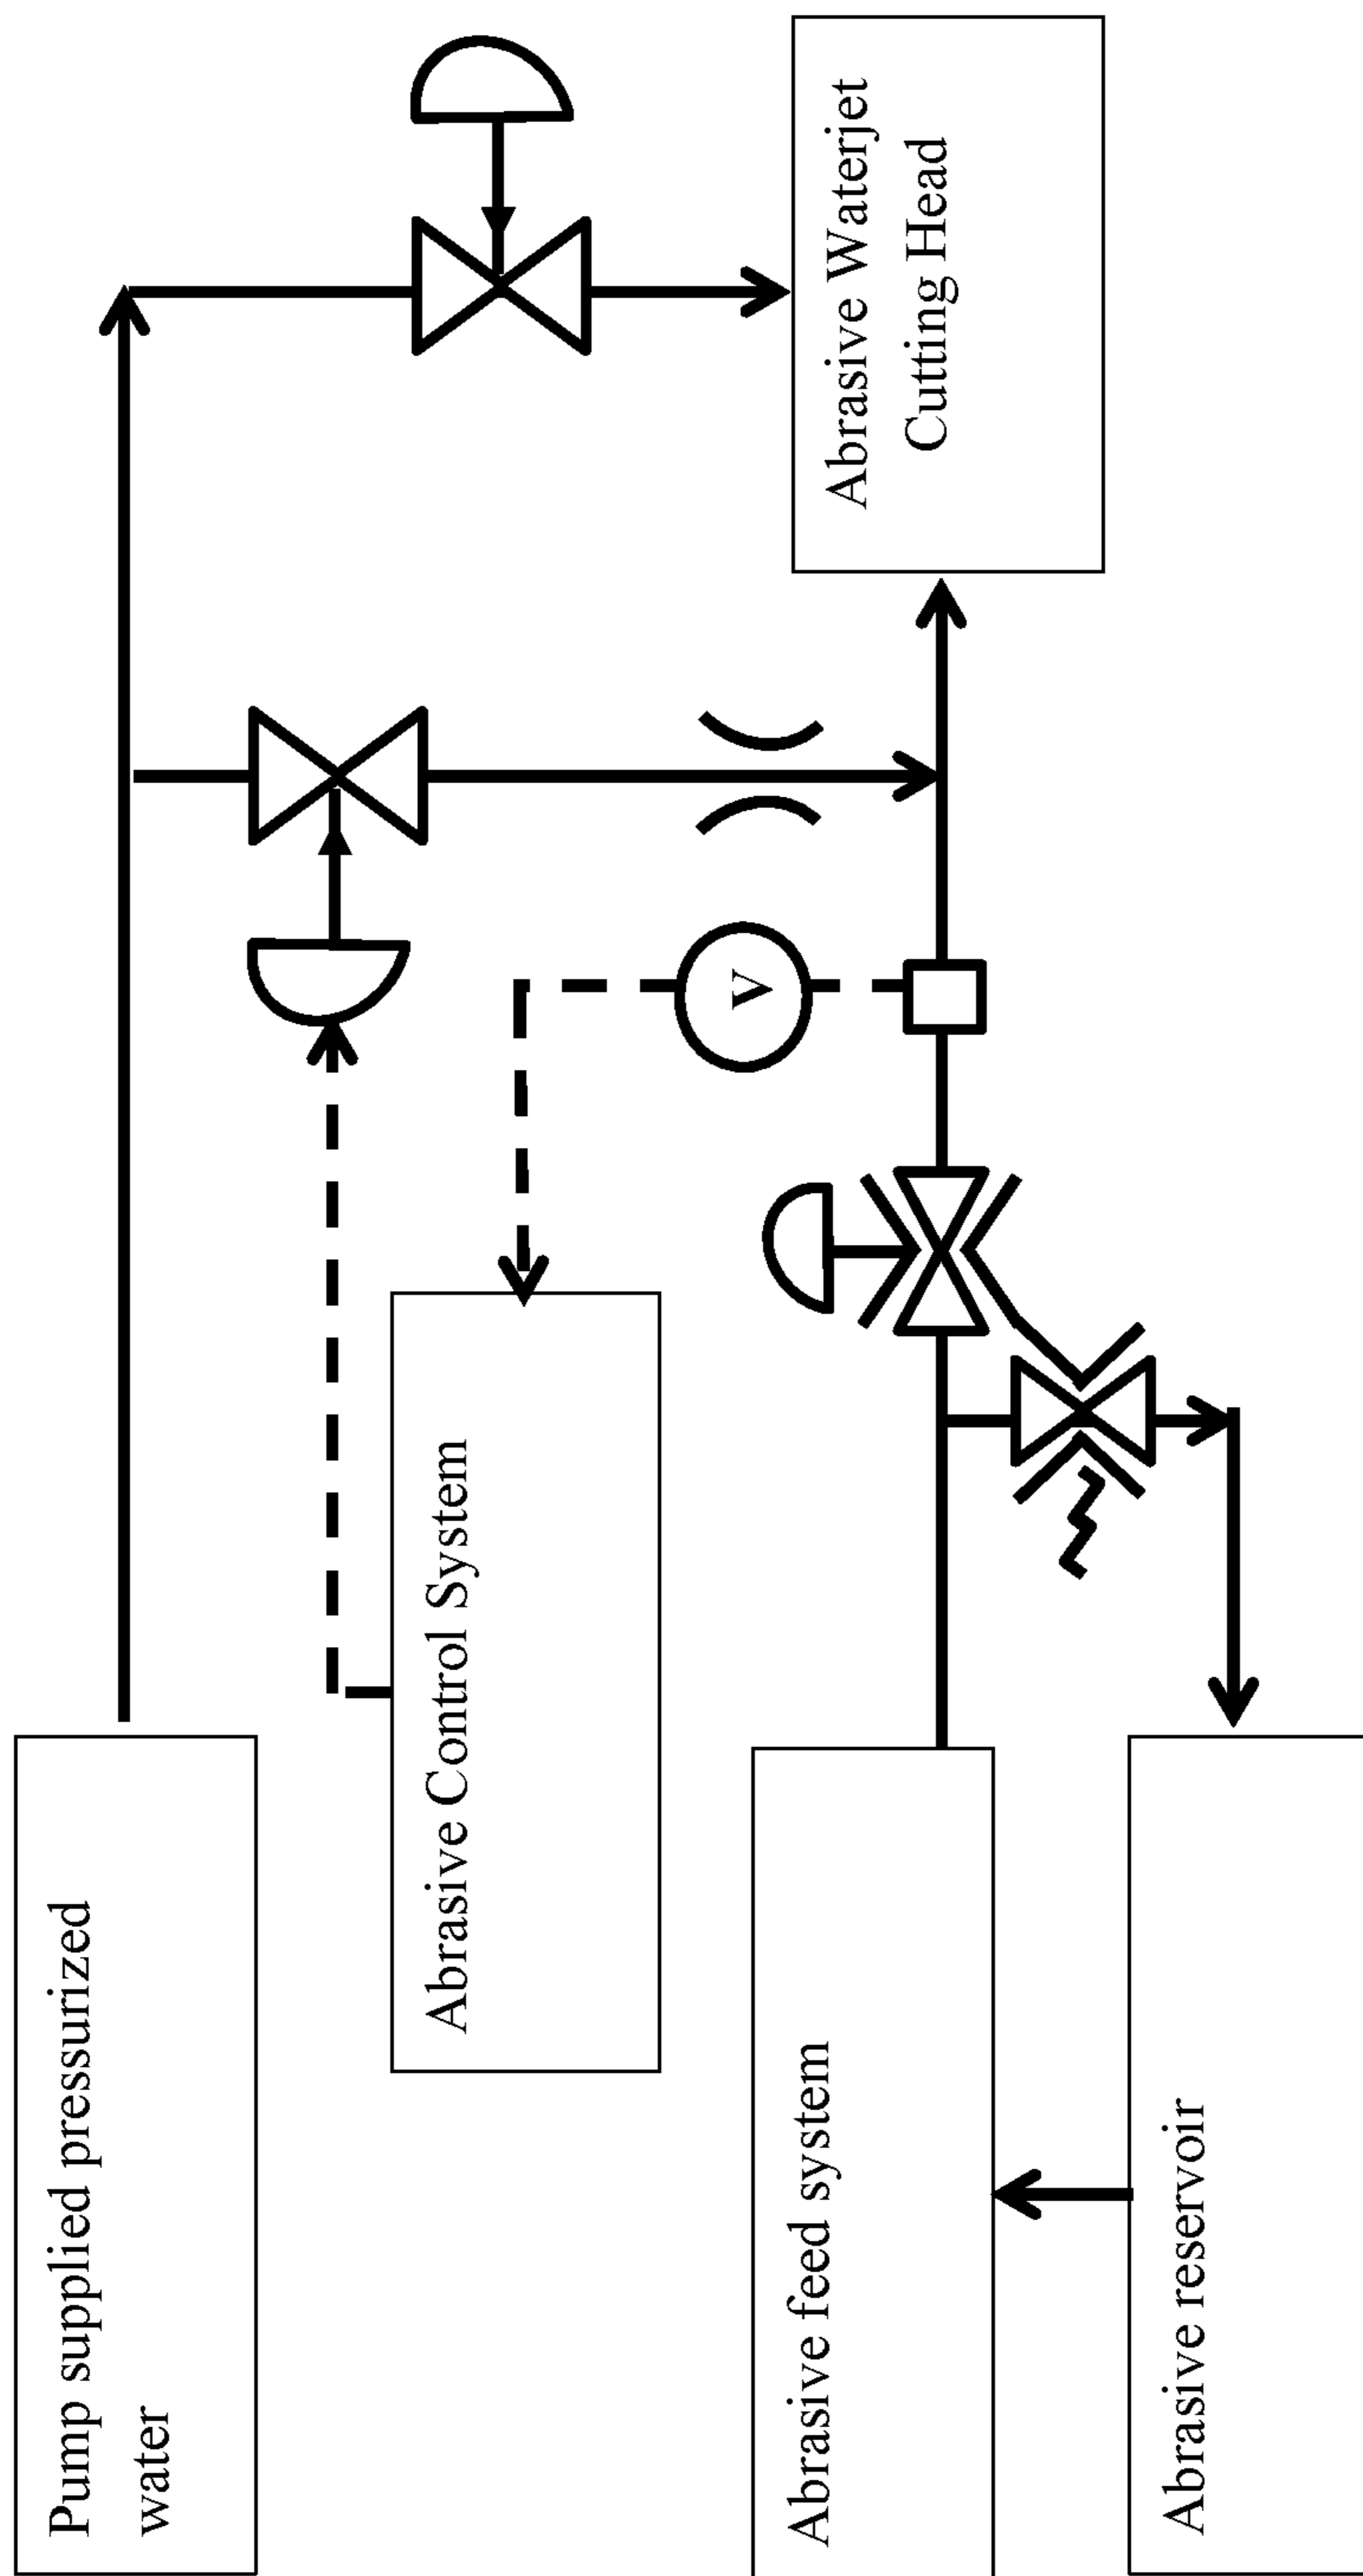 Pump supplied pressurized
water
Abrasive Control System
Abrasive feed system
Abrasive reservoir
V
Abrasive Waterjet
Cutting Head